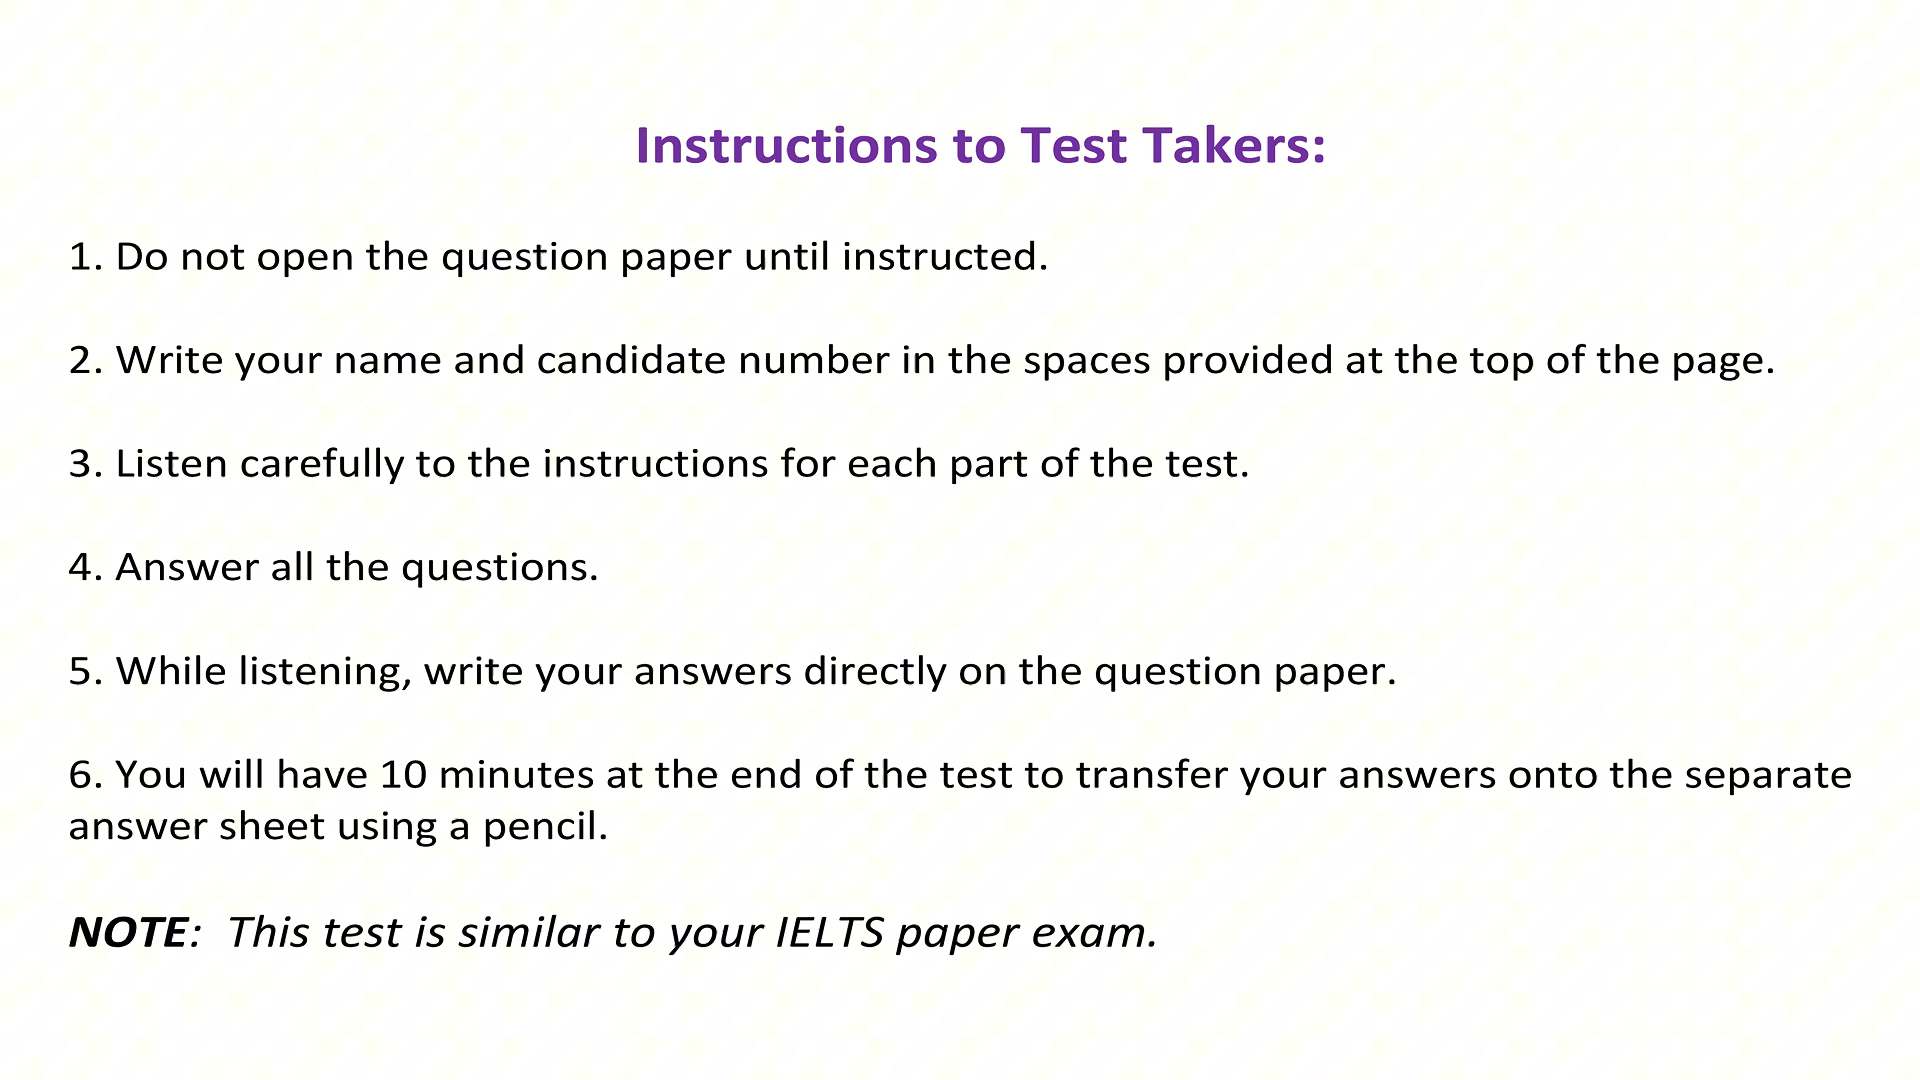 Instructions to Test Takers:
1. Do not open the question paper until instructed.
2. Write your name and candidate number in the spaces provided at the top of the page.
3. Listen carefully to the instructions for each part of the test.
4. Answer all the questions.
5. While listening, write your answers directly on the question paper.
6. You will have 10 minutes at the end of the test to transfer your answers onto the separate
answer sheet using a pencil.
NOTE:  This test is similar to your IELTS paper exam.